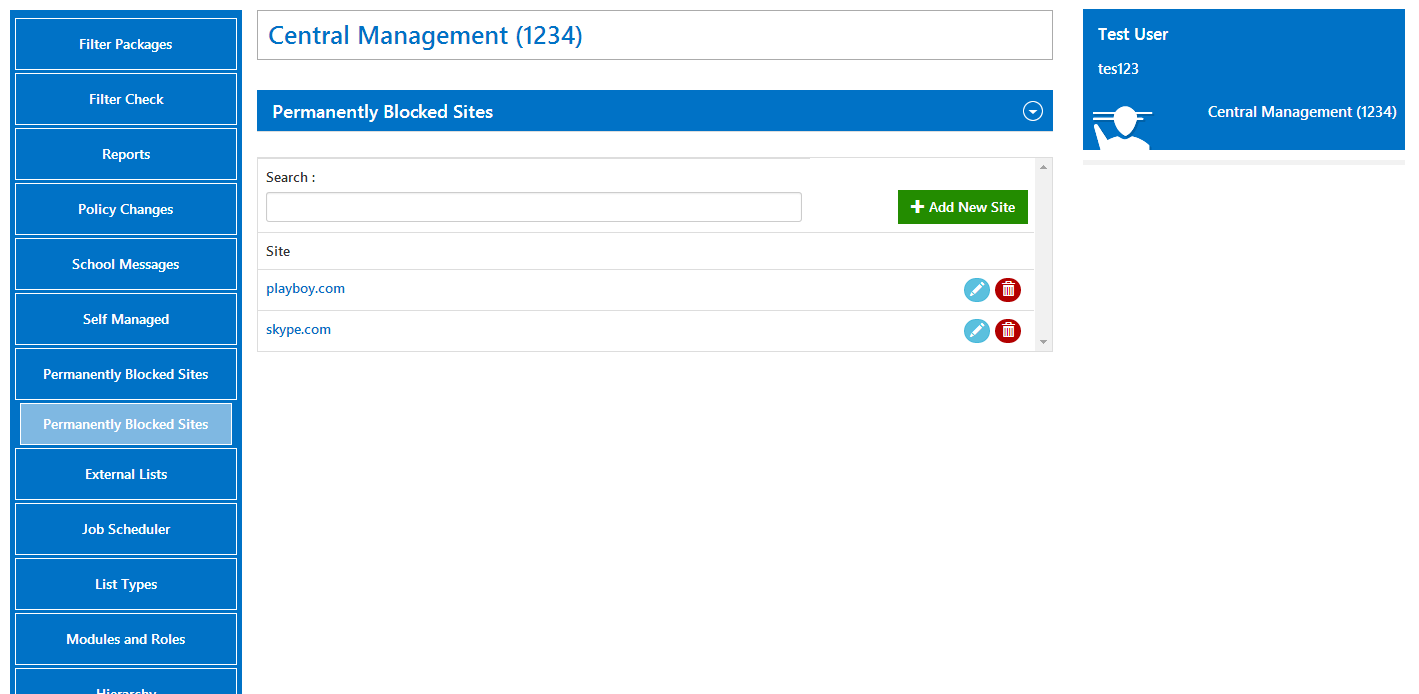 Filter Packages
Filter Check
Reports
Policy Changes
School Messages
Self Managed
Permanently Blocked Sites
Permanently Blocked Sites
External Lists
Job Scheduler
List Types
Modules and Roles
Hierarchy
Central Management (1234)
Permanently Blocked Sites
Search :
Add New Site
Site
playboy.com
skype.com
Test User
tes123
Central Management (1234)